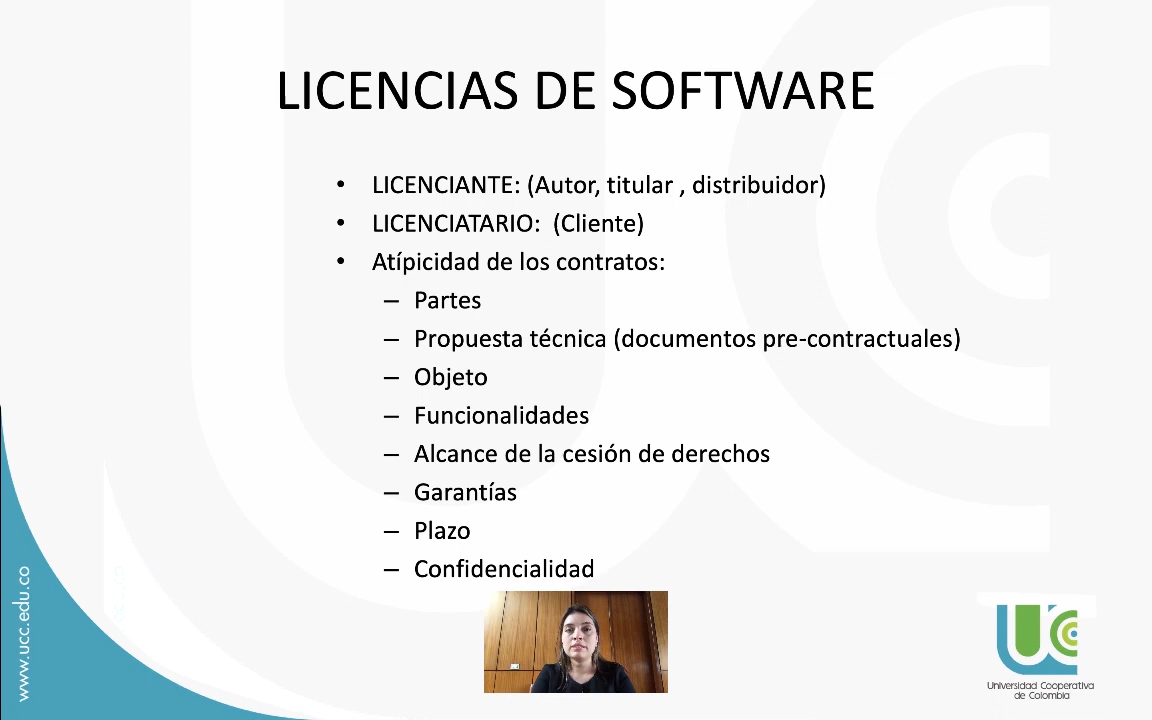 LICENCIAS DE SOFTWARE
• LICENCIANTE: (Autor, titular , distribuidor)
• LICENCIATARIO: (Cliente)
• Atípicidad de los contratos:
– Partes
– Propuesta técnica (documentos pre-contractuales)
– Objeto
– Funcionalidades
– Alcance de la cesión de derechos
– Garantías
– Plazo
– Confidencialidad
www.ucc.edu.co
UCC
Universidad Cooperativa
de Colombia